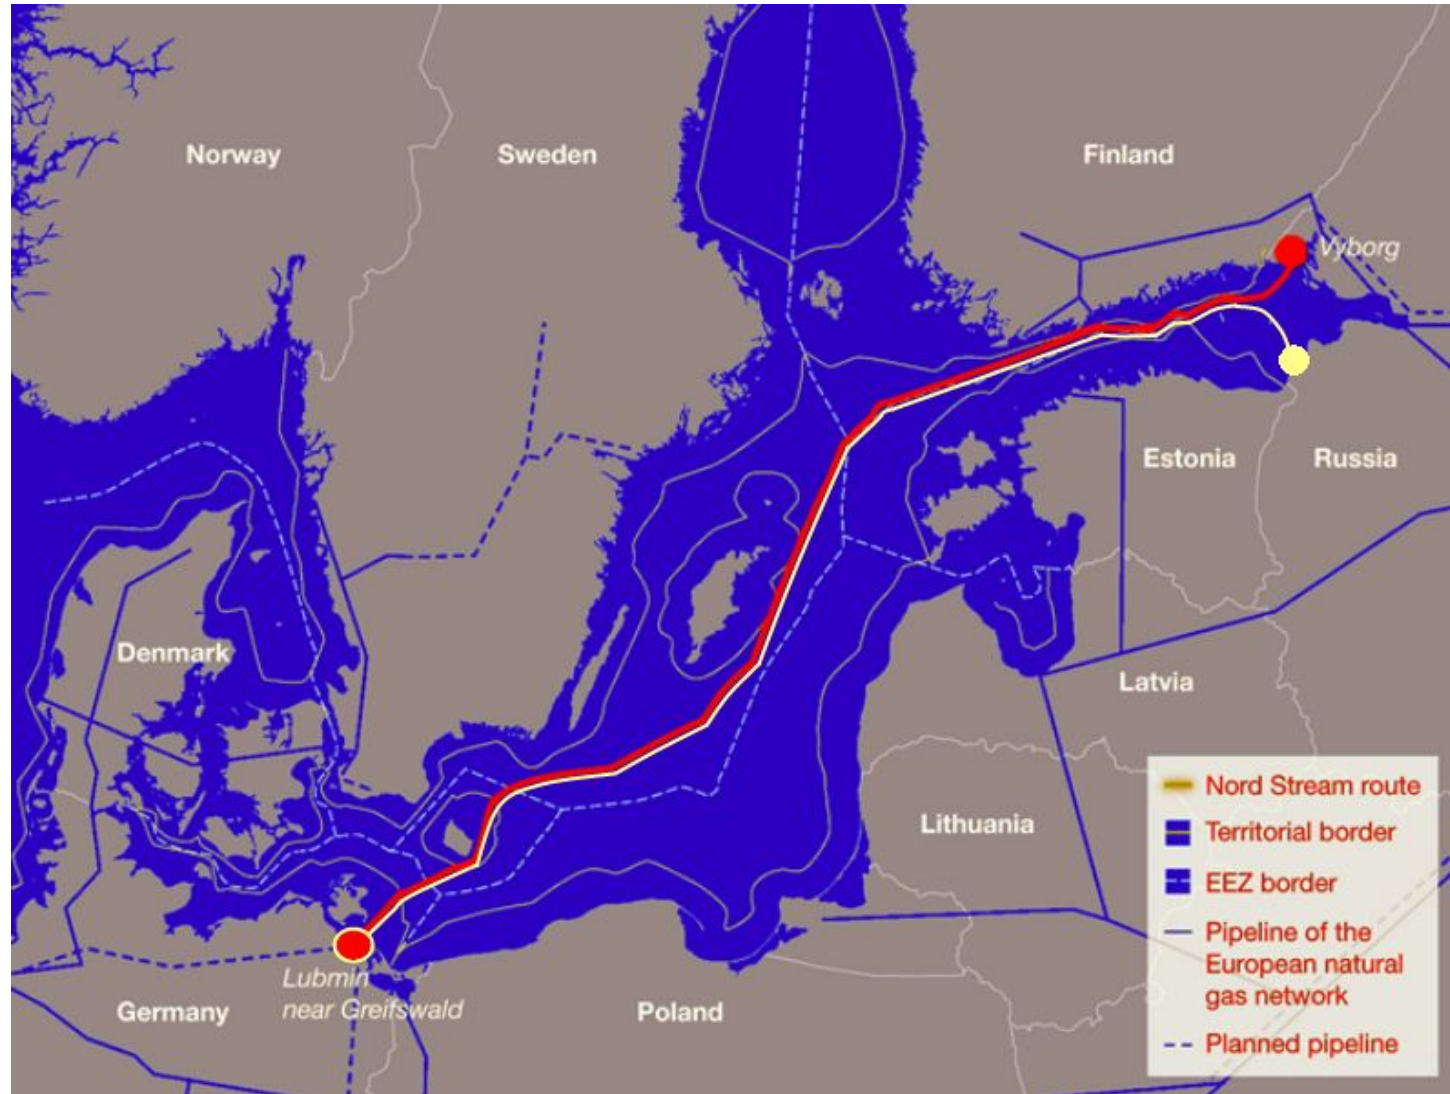 Norway
Sweden
Finland
Vyborg
Estonia
Russia
Denmark
Latvia
Lithuania
Lubmin
near Greifswald
Germany
Poland
Nord Stream route
Territorial border
EEZ border
Pipeline of the
European natural
gas network
Planned pipeline